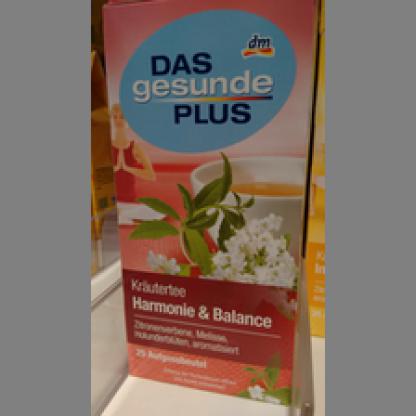 dm
DAS
gesunde
PLUS
Kräutertee
Harmonie & Balance
Zitronenverbene, Melisse,
Holunderblüten, aromatisiert
25 Aufgussbeutel